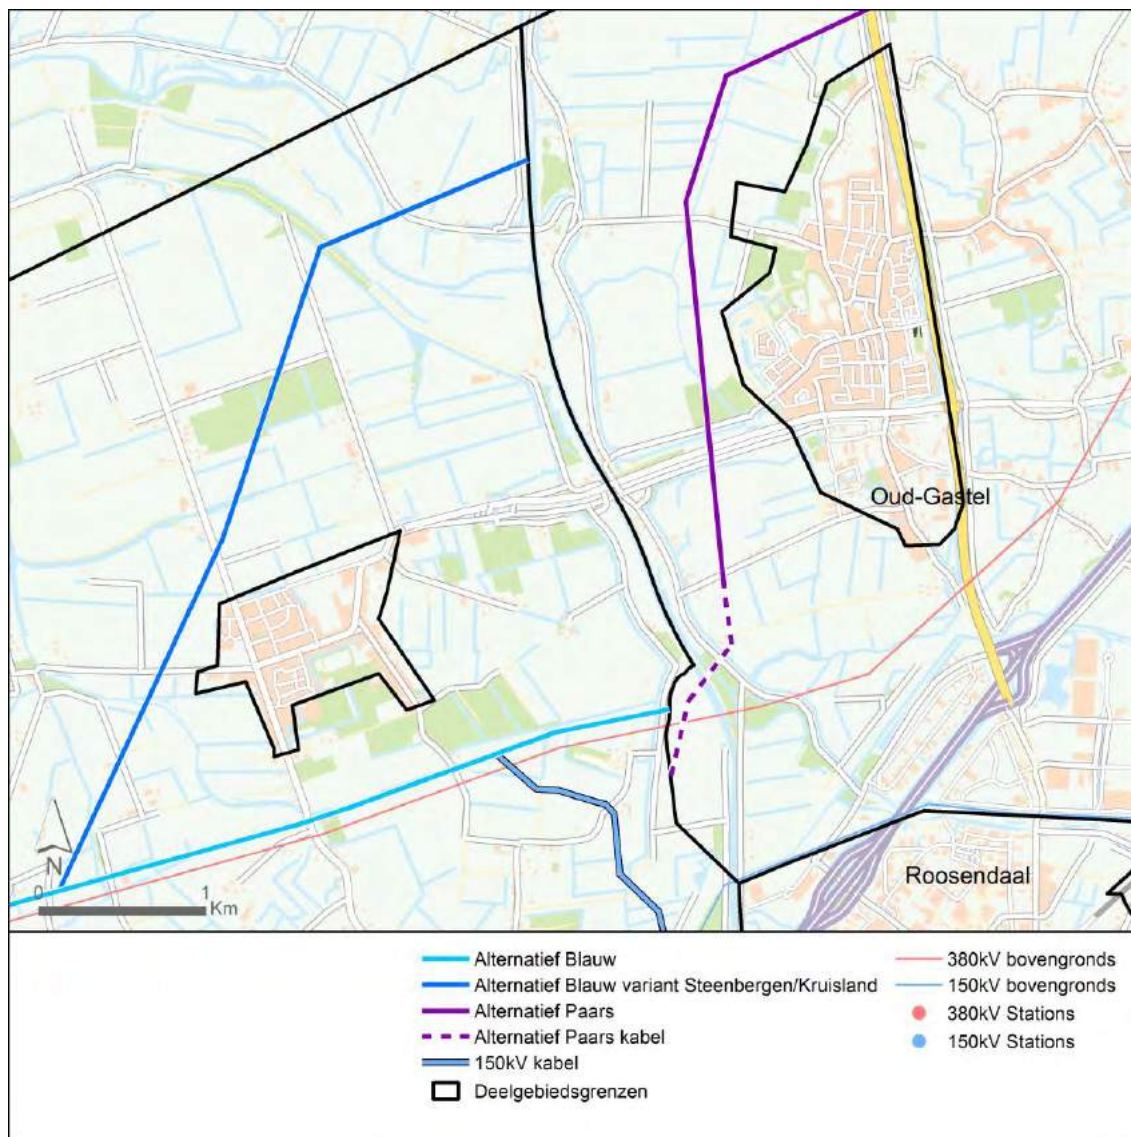 Oud-Gastel
Roosendaal
N
0 1
Km
Alternatief Blauw
Alternatief Blauw variant Steenbergen/Kruisland
Alternatief Paars
Alternatief Paars kabel
150kV kabel
Deelgebiedsgrenzen
380kV bovengronds
150kV bovengronds
380kV Stations
150kV Stations